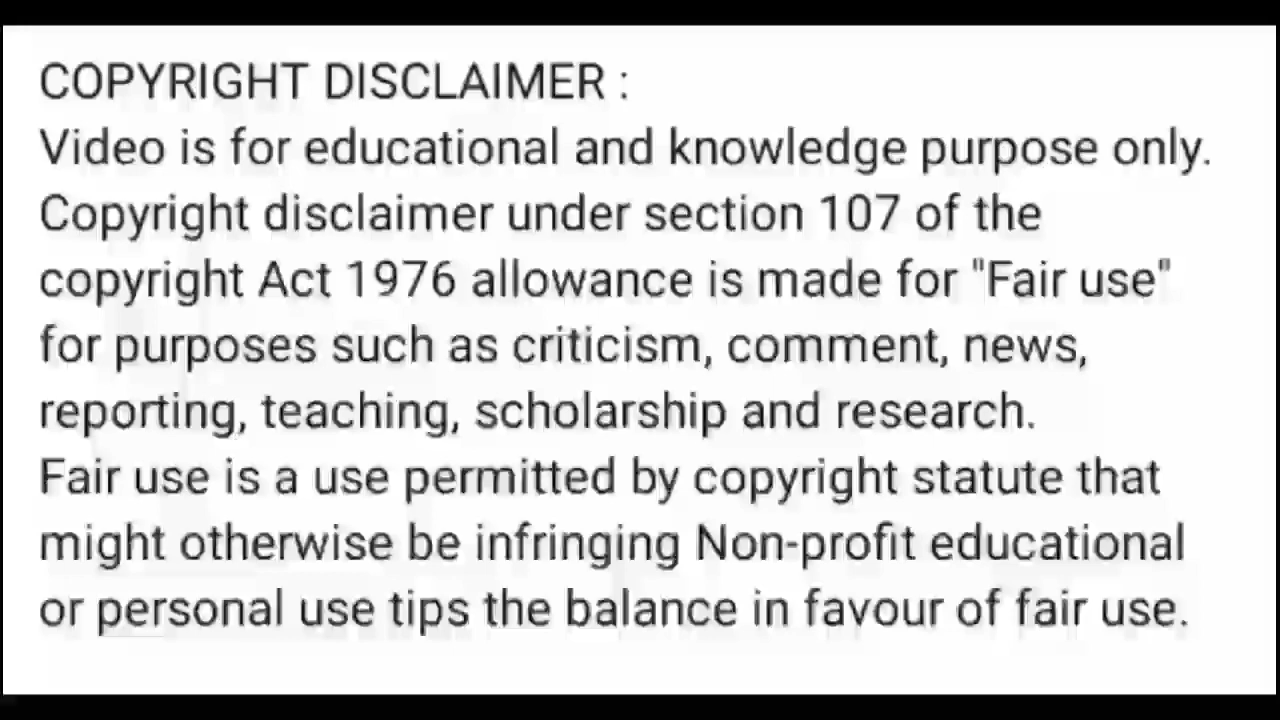 COPYRIGHT DISCLAIMER :
Video is for educational and knowledge purpose only.
Copyright disclaimer under section 107 of the
copyright Act 1976 allowance is made for "Fair use"
for purposes such as criticism, comment, news,
reporting, teaching, scholarship and research.
Fair use is a use permitted by copyright statute that
might otherwise be infringing Non-profit educational
or personal use tips the balance in favour of fair use.